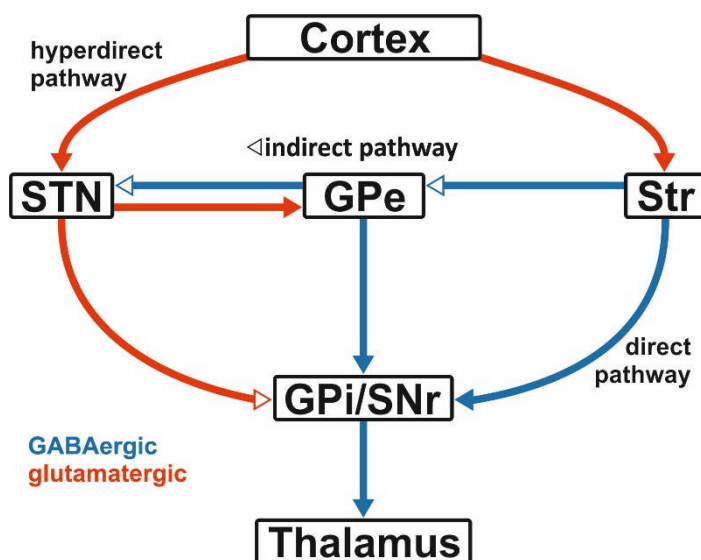 Cortex
hyperdirect
pathway
◁indirect pathway
STN
GPe
Str
direct
pathway
GPi/SNr
GABAergic
glutamatergic
Thalamus